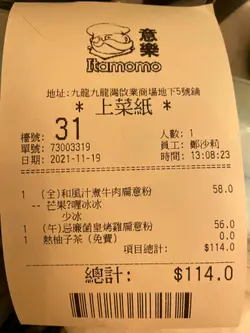 意樂
Itamomo
地址:九龍九龍灣啟業商場地下5號鋪
* 上菜紙 *
檯號: 31
人數: 1
單號: 73003319
員工: 鄭沙莉
日期: 2021-11-19
時間: 13:08:23
1 (全)和風汁煮牛肉扁意粉 58.0
-- 芒果?喱冰冰
少冰
1 (午)忌廉菌皇烤雞扁意粉 56.0
1 熱柚子茶 (免費) 0.0
項目總計: $114.0
總計: $114.0